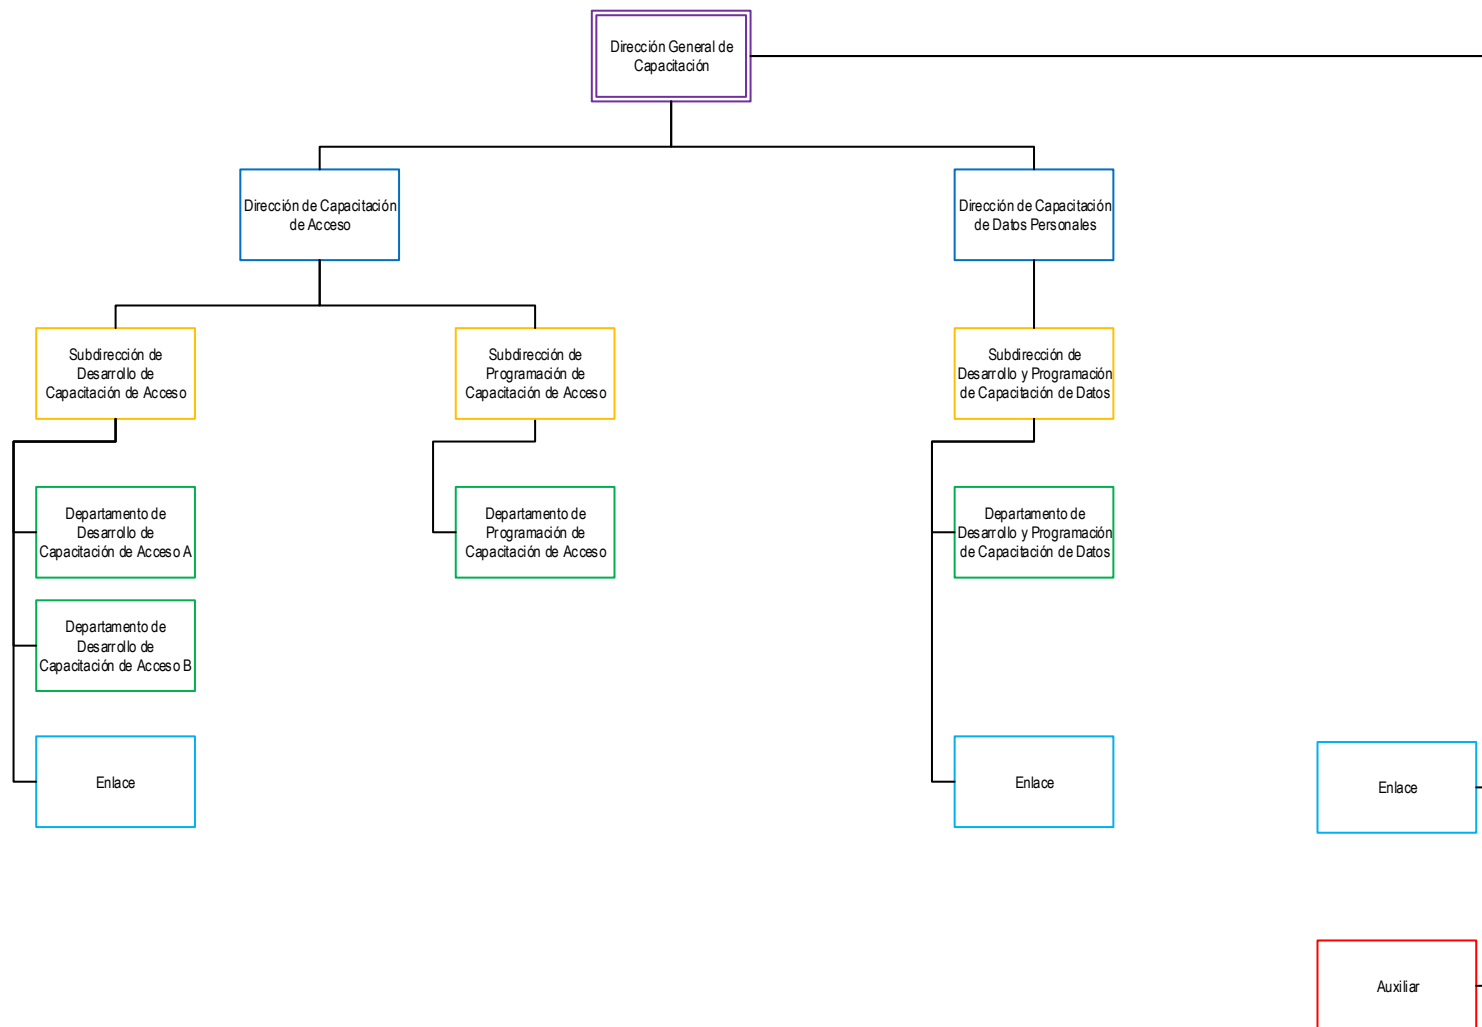 Dirección General de
Capacitación
Dirección de Capacitación
de Acceso
Dirección de Capacitación
de Datos Personales
Subdirección de
Desarrollo de
Capacitación de Acceso
Subdirección de
Programación de
Capacitación de Acceso
Subdirección de
Desarrollo y Programación
de Capacitación de Datos
Departamento de
Desarrollo de
Capacitación de Acceso A
Departamento de
Programación de
Capacitación de Acceso
Departamento de
Desarrollo y Programación
de Capacitación de Datos
Departamento de
Desarrollo de
Capacitación de Acceso B
Enlace
Enlace
Enlace
Auxiliar